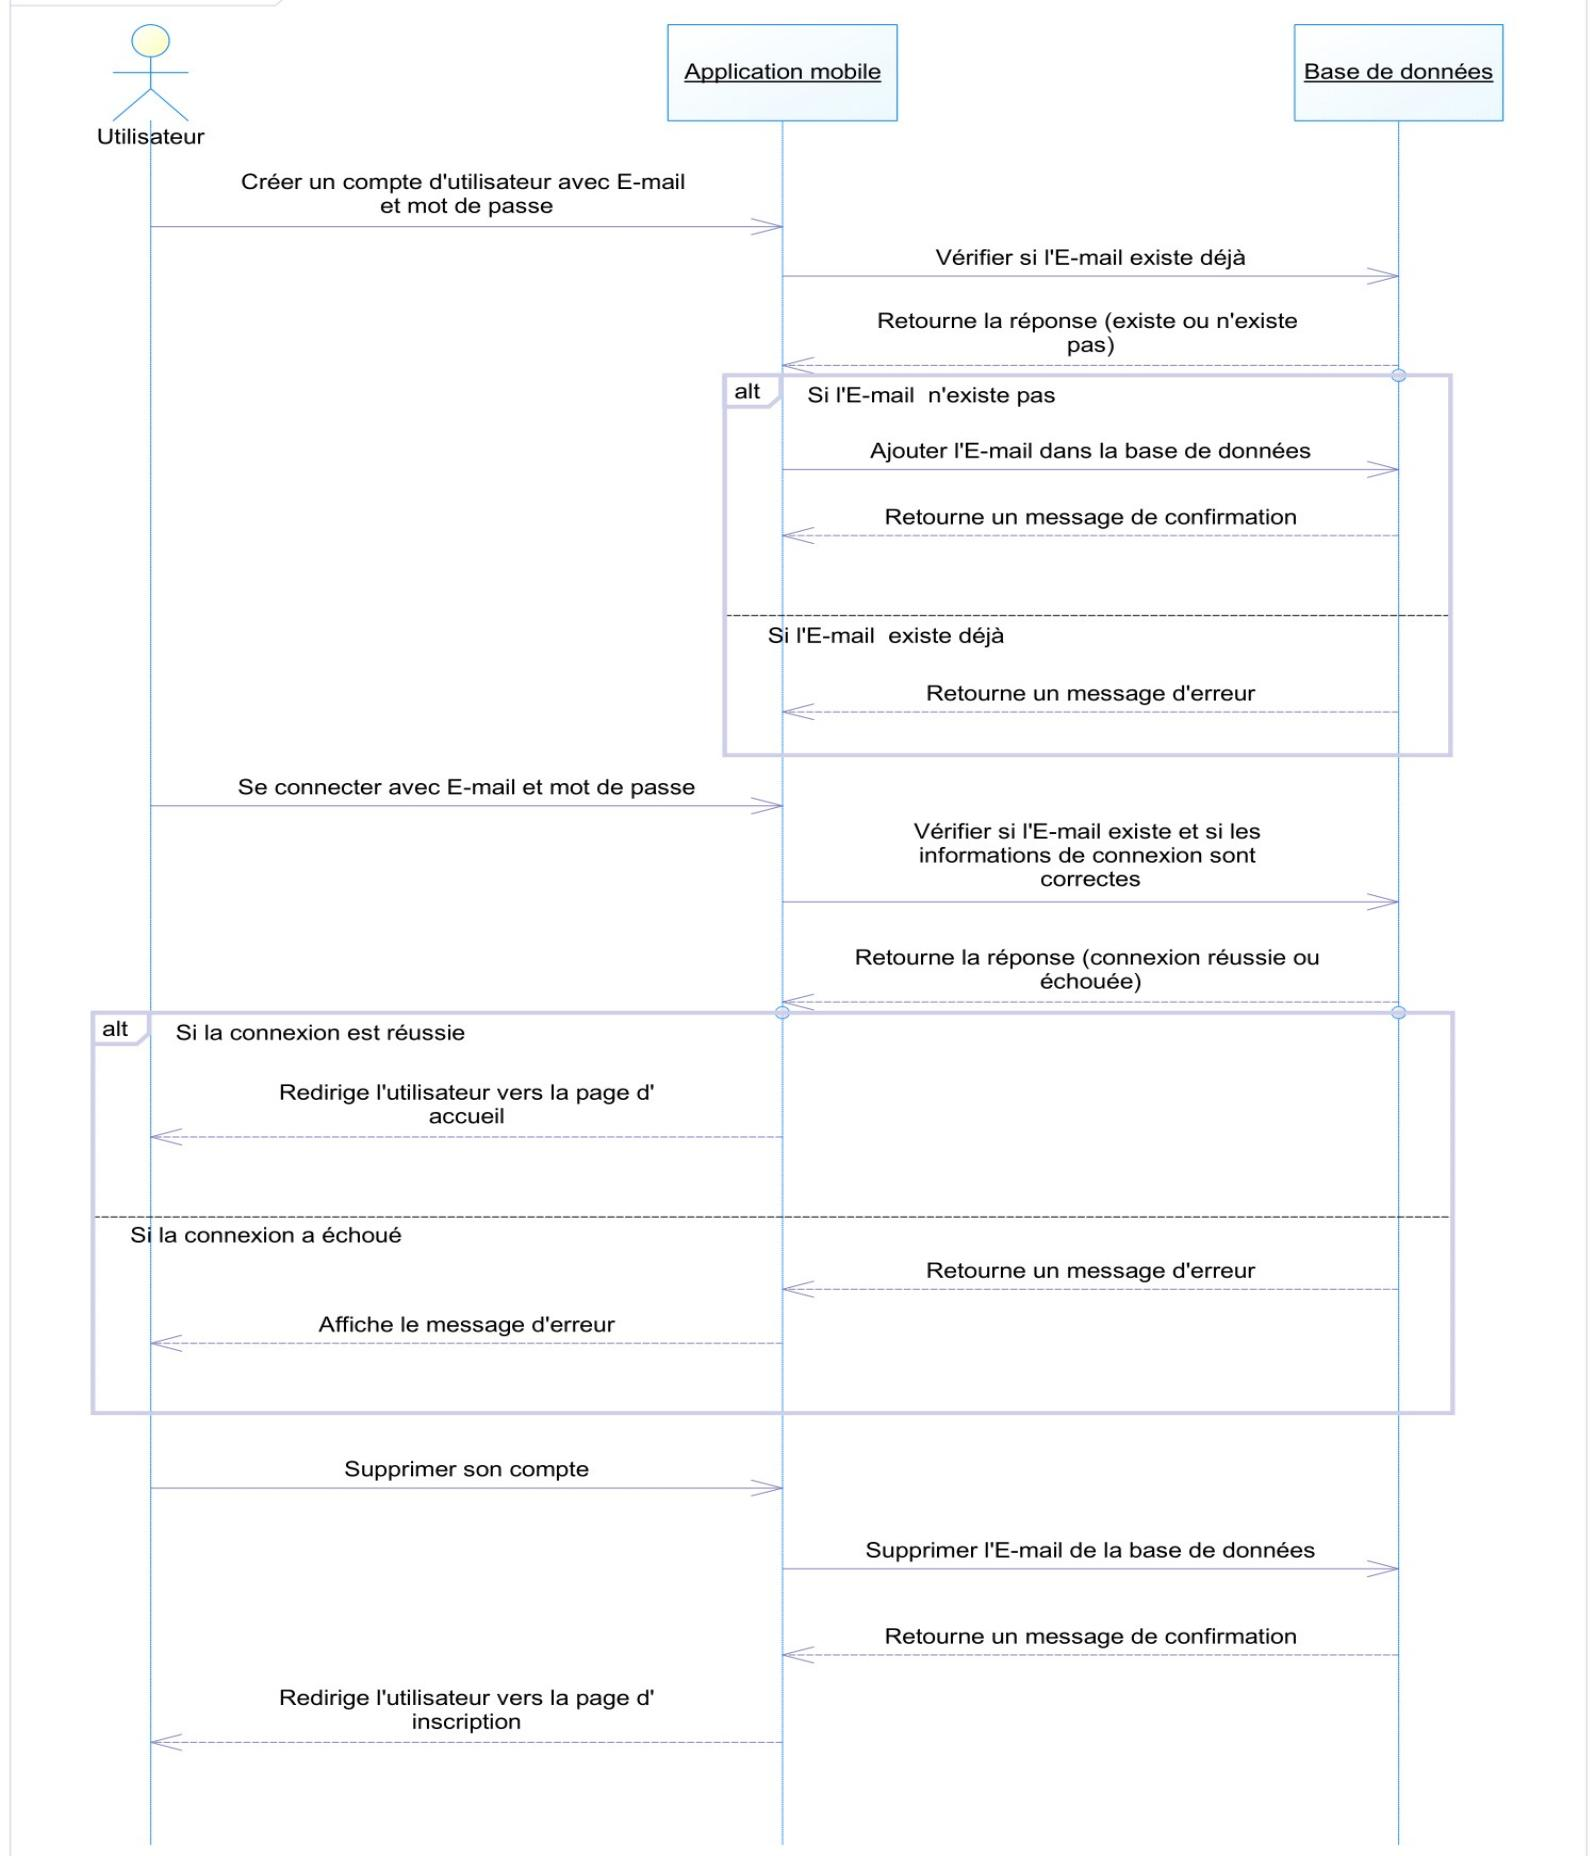 Application mobile
Base de données
Utilisateur
Créer un compte d'utilisateur avec E-mail
et mot de passe
Vérifier si l'E-mail existe déjà
Retourne la réponse (existe ou n'existe
pas)
alt
Si l'E-mail  n'existe pas
Ajouter l'E-mail dans la base de données
Retourne un message de confirmation
Si l'E-mail  existe déjà
Retourne un message d'erreur
Se connecter avec E-mail et mot de passe
Vérifier si l'E-mail existe et si les
informations de connexion sont
correctes
Retourne la réponse (connexion réussie ou
échouée)
alt
Si la connexion est réussie
Redirige l'utilisateur vers la page d'
accueil
Si la connexion a échoué
Retourne un message d'erreur
Affiche le message d'erreur
Supprimer son compte
Supprimer l'E-mail de la base de données
Retourne un message de confirmation
Redirige l'utilisateur vers la page d'
inscription